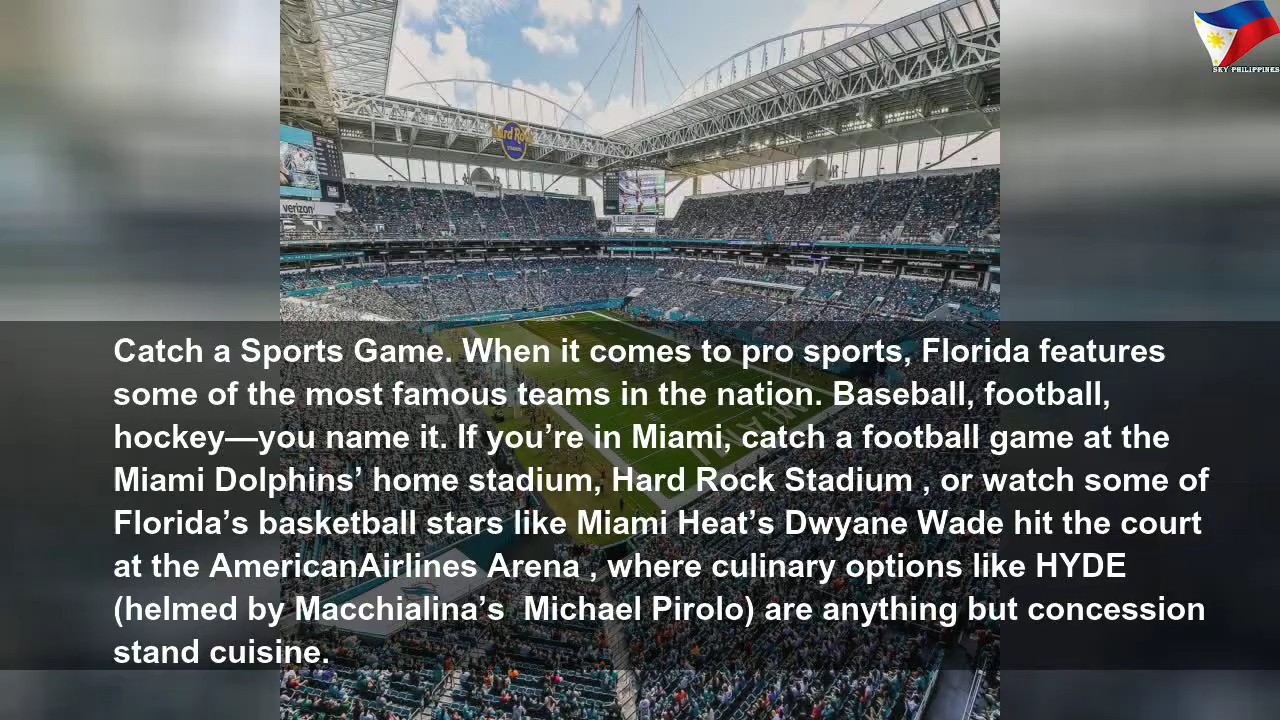 SKY PHILIPPINES
Hard Rock
STADIUM
verizon
Catch a Sports Game. When it comes to pro sports, Florida features
some of the most famous teams in the nation. Baseball, football,
hockey—you name it. If you’re in Miami, catch a football game at the
Miami Dolphins’ home stadium, Hard Rock Stadium , or watch some of
Florida’s basketball stars like Miami Heat’s Dwyane Wade hit the court
at the AmericanAirlines Arena , where culinary options like HYDE
(helmed by Macchialina’s  Michael Pirolo) are anything but concession
stand cuisine.
MIAMI